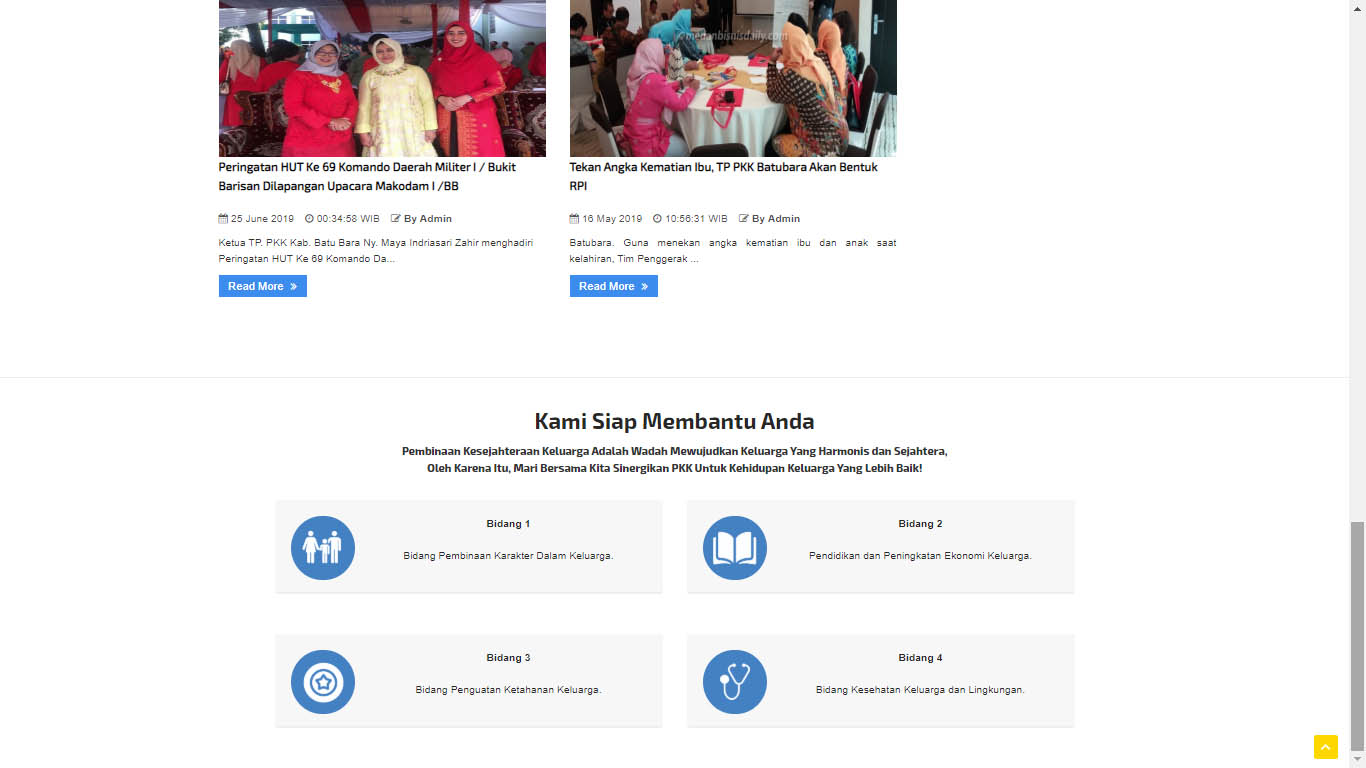 ©medanbisnisdaily.com
Peringatan HUT Ke 69 Komando Daerah Militer I / Bukit
Barisan Dilapangan Upacara Makodam I /BB
25 June 2019 00:34:58 WIB By Admin
Ketua TP. PKK Kab. Batu Bara Ny. Maya Indriasari Zahir menghadiri
Peringatan HUT Ke 69 Komando Da...
Read More »
Tekan Angka Kematian Ibu, TP PKK Batubara Akan Bentuk
RPI
16 May 2019 10:56:31 WIB By Admin
Batubara. Guna menekan angka kematian ibu dan anak saat
kelahiran, Tim Penggerak ...
Read More »
Kami Siap Membantu Anda
Pembinaan Kesejahteraan Keluarga Adalah Wadah Mewujudkan Keluarga Yang Harmonis dan Sejahtera,
Oleh Karena Itu, Mari Bersama Kita Sinergikan PKK Untuk Kehidupan Keluarga Yang Lebih Baik!
Bidang 1
Bidang Pembinaan Karakter Dalam Keluarga.
Bidang 2
Pendidikan dan Peningkatan Ekonomi Keluarga.
Bidang 3
Bidang Penguatan Ketahanan Keluarga.
Bidang 4
Bidang Kesehatan Keluarga dan Lingkungan.